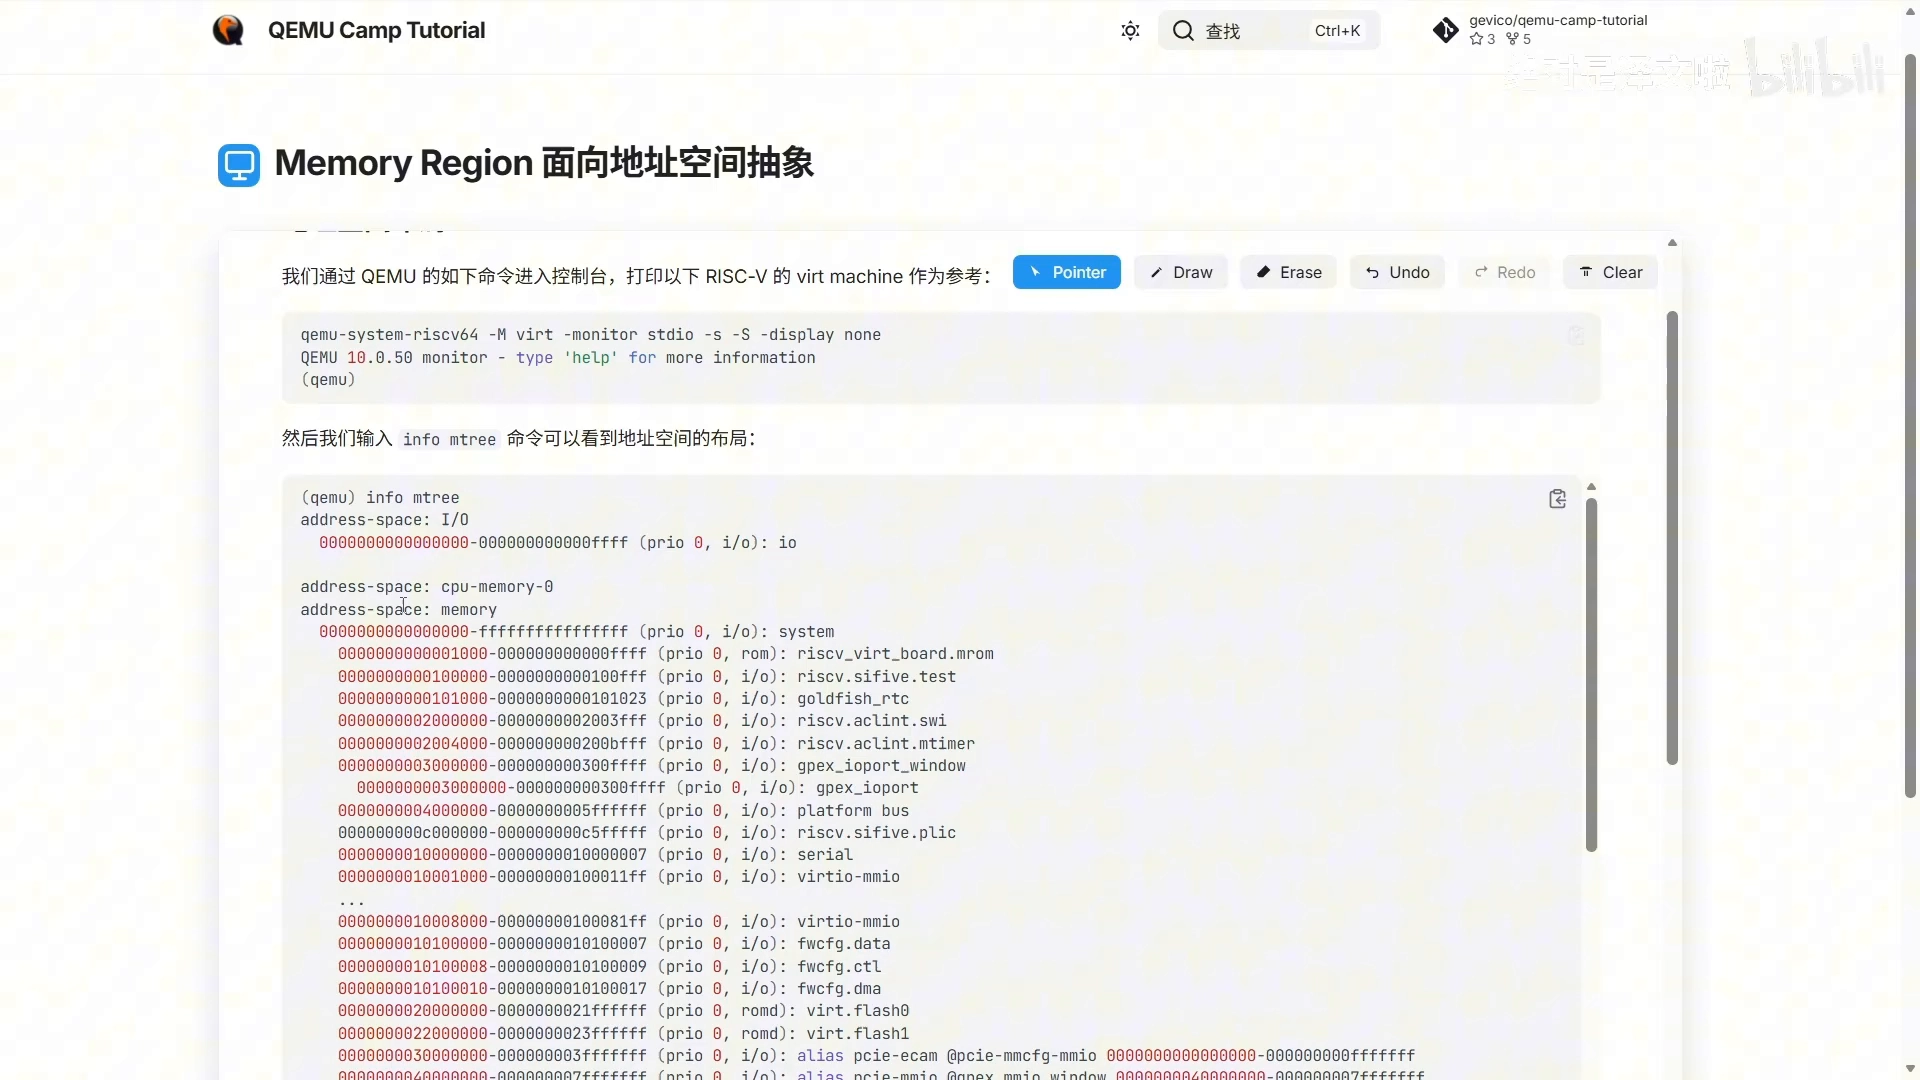 QEMU Camp Tutorial
查找
Ctrl+K
gevico/qemu-camp-tutorial
3 5
bilibili
Memory Region 面向地址空间抽象
我们通过 QEMU 的如下命令进入控制台，打印以下 RISC-V 的 virt machine 作为参考：
Pointer
Draw
Erase
Undo
Redo
Clear
qemu-system-riscv64 -M virt -monitor stdio -s -S -display none
QEMU 10.0.50 monitor - type 'help' for more information
(qemu)
然后我们输入 info mtree 命令可以看到地址空间的布局：
(qemu) info mtree
address-space: I/O
0000000000000000-000000000000ffff (prio 0, i/o): io
address-space: cpu-memory-0
address-space: memory
0000000000000000-ffffffffffffffff (prio 0, i/o): system
0000000000001000-000000000000ffff (prio 0, rom): riscv_virt_board.mrom
0000000000100000-0000000000100fff (prio 0, i/o): riscv.sifive.test
0000000000101000-0000000000101023 (prio 0, i/o): goldfish_rtc
0000000002000000-0000000002003fff (prio 0, i/o): riscv.aclint.swi
0000000002004000-000000000200bfff (prio 0, i/o): riscv.aclint.mtimer
0000000003000000-000000000300ffff (prio 0, i/o): gpex_ioport_window
0000000003000000-000000000300ffff (prio 0, i/o): gpex_ioport
0000000004000000-0000000005ffffff (prio 0, i/o): platform bus
000000000c000000-000000000c5fffff (prio 0, i/o): riscv.sifive.plic
0000000010000000-0000000010000007 (prio 0, i/o): serial
0000000010001000-00000000100011ff (prio 0, i/o): virtio-mmio
...
0000000010008000-00000000100081ff (prio 0, i/o): virtio-mmio
0000000010100000-0000000010100007 (prio 0, i/o): fwcfg.data
0000000010100008-0000000010100009 (prio 0, i/o): fwcfg.ctl
0000000010100010-0000000010100017 (prio 0, i/o): fwcfg.dma
0000000020000000-0000000021ffffff (prio 0, romd): virt.flash0
0000000022000000-0000000023ffffff (prio 0, romd): virt.flash1
0000000030000000-000000003fffffff (prio 0, i/o): alias pcie-ecam @pcie-mmcfg-mmio 0000000000000000-000000000fffffff
0000000040000000-000000007fffffff (prio 0, i/o): alias pcie-mmio @gpex_mmio_window 0000000040000000-000000007fffffff